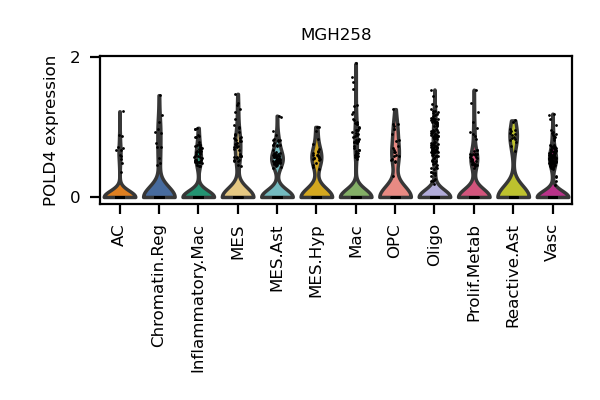 MGH258
POLD4 expression
2
0
AC
Chromatin.Reg
Inflammatory.Mac
MES
MES.Ast
MES.Hyp
Mac
OPC
Oligo
Prolif.Metab
Reactive.Ast
Vasc